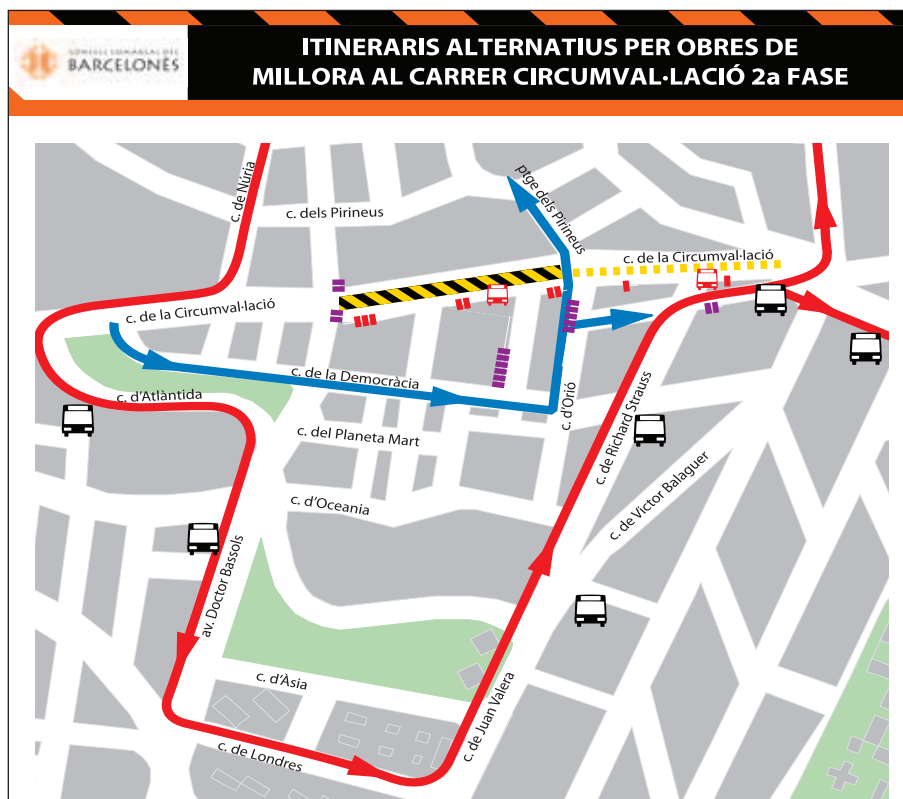 CONSELL COMARCAL DEL
BARCELONÈS
ITINERARIS ALTERNATIUS PER OBRES DE
MILLORA AL CARRER CIRCUMVAL·LACIÓ 2a FASE
c. de Núria
c. dels Pirineus
ptge dels Pirineus
c. de la Circumval·lació
c. de la Circumval·lació
c. de la Democràcia
c. d'Atlàntida
c. d'Orió
c. del Planeta Mart
c. de Richard Strauss
c. de Victor Balaguer
c. d'Oceania
av. Doctor Bassols
c. d'Àsia
c. de Juan Valera
c. de Londres